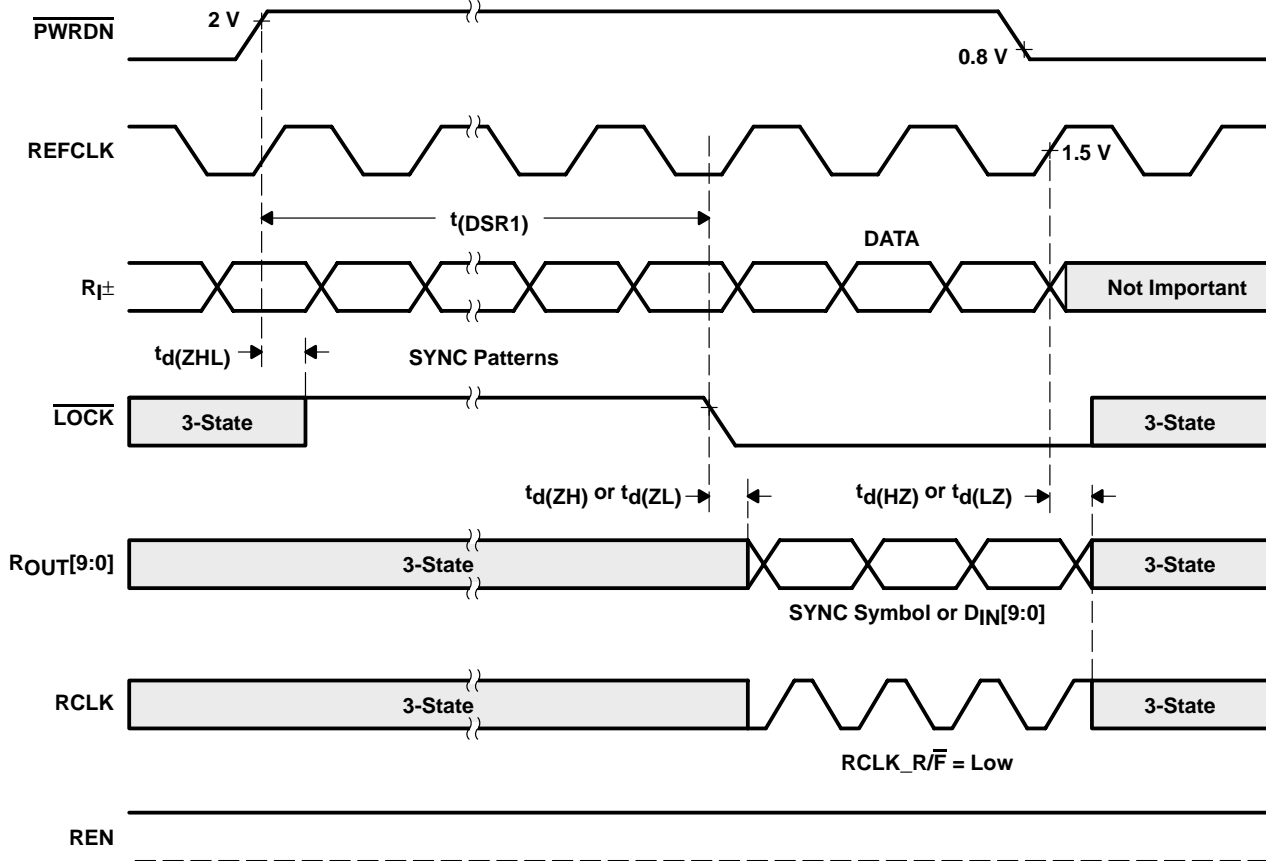 PWRDN
2 V
0.8 V
REFCLK
1.5 V
t(DSR1)
DATA
RI±
Not Important
td(ZHL)
SYNC Patterns
LOCK
3-State
3-State
td(ZH) or td(ZL)
td(HZ) or td(LZ)
ROUT[9:0]
3-State
3-State
SYNC Symbol or DIN[9:0]
RCLK
3-State
3-State
RCLK_R/F̅ = Low
REN